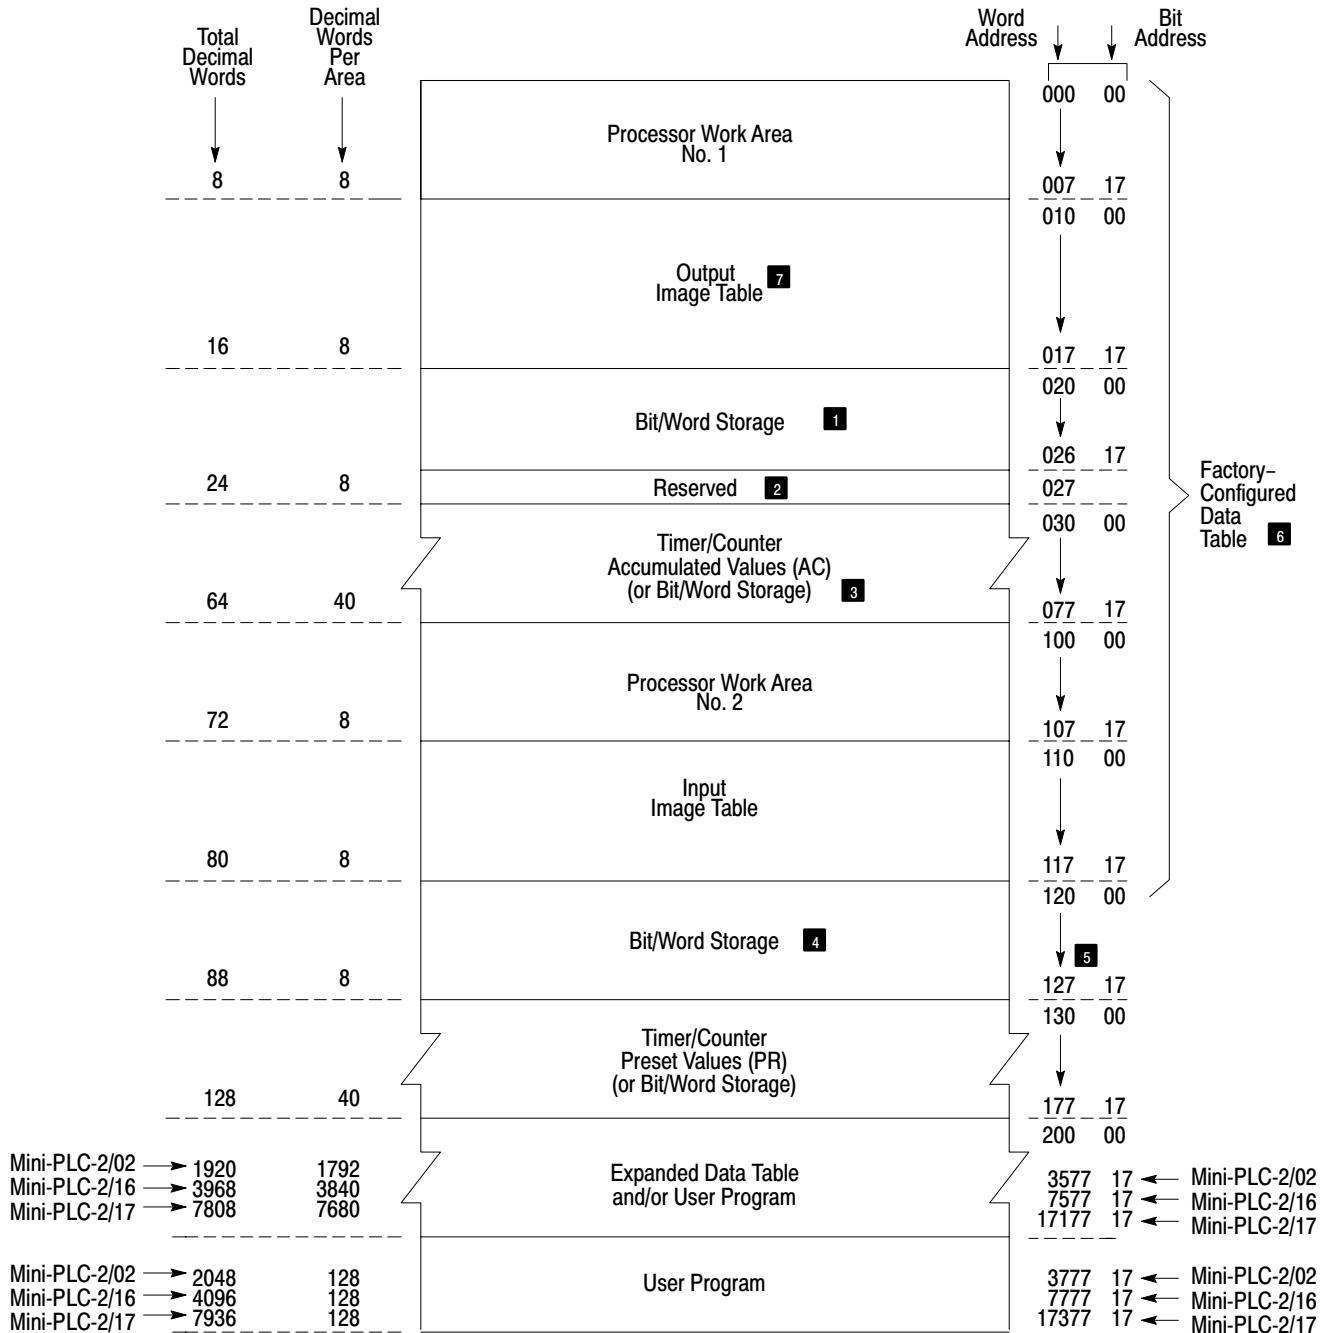 Total
Decimal
Words
Decimal
Words
Per
Area
Word
Address
Bit
Address
000 00
Processor Work Area
No. 1
8 8
007 17
010 00
Output
Image Table 7
16 8
017 17
020 00
Bit/Word Storage 1
026 17
24 8
Reserved 2
027
030 00
Timer/Counter
Accumulated Values (AC)
(or Bit/Word Storage) 3
64 40
077 17
100 00
Factory–
Configured
Data
Table 6
Processor Work Area
No. 2
72 8
107 17
110 00
Input
Image Table
80 8
117 17
120 00
Bit/Word Storage 4
5
88 8
127 17
130 00
Timer/Counter
Preset Values (PR)
(or Bit/Word Storage)
128 40
177 17
200 00
Expanded Data Table
and/or User Program
Mini-PLC-2/02 1920 1792
Mini-PLC-2/16 3968 3840
Mini-PLC-2/17 7808 7680
3577 17 Mini-PLC-2/02
7577 17 Mini-PLC-2/16
17177 17 Mini-PLC-2/17
User Program
Mini-PLC-2/02 2048 128
Mini-PLC-2/16 4096 128
Mini-PLC-2/17 7936 128
3777 17 Mini-PLC-2/02
7777 17 Mini-PLC-2/16
17377 17 Mini-PLC-2/17